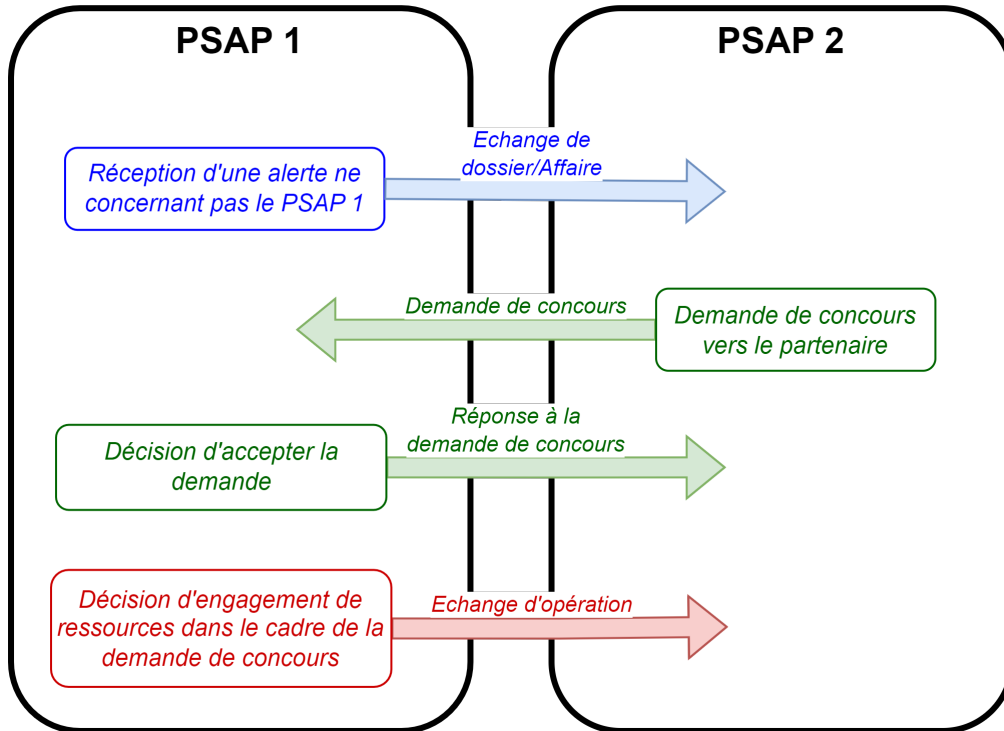 PSAP 1
PSAP 2
Echange de
dossier/Affaire
Réception d'une alerte ne
concernant pas le PSAP 1
Demande de concours
Demande de concours
vers le partenaire
Réponse à la
demande de concours
Décision d'accepter la
demande
Décision d'engagement de
ressources dans le cadre de la
demande de concours
Echange d'opération